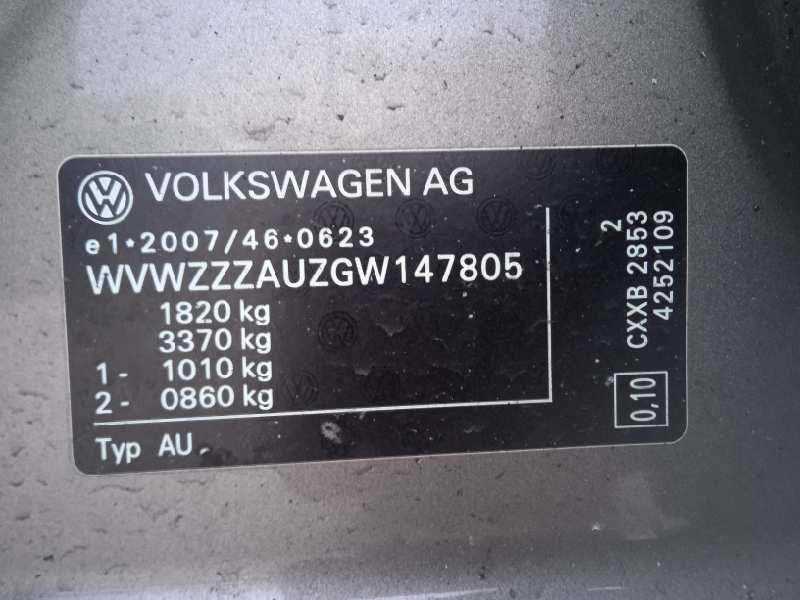 VOLKSWAGEN AG
e1*2007/46*0623
WVWZZZAUZGW147805
1820 kg
3370 kg
1- 1010 kg
2- 0860 kg
Typ AU
2
CXXB 2853
4252109
0,10